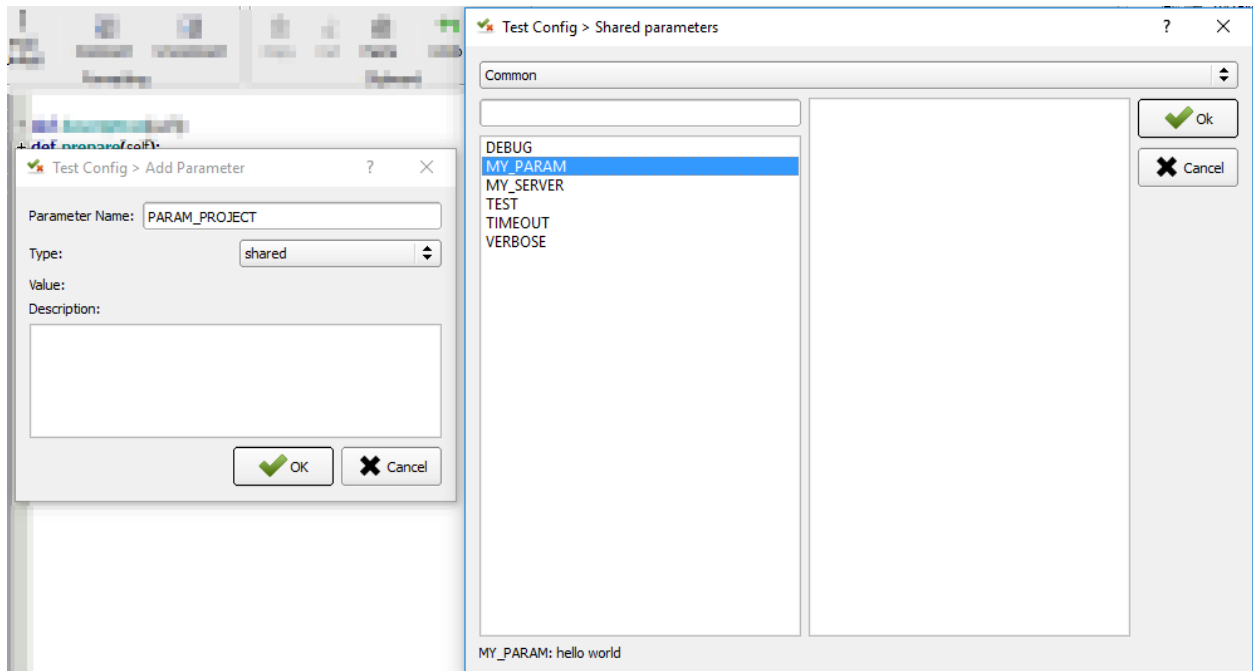 def prepare(self):
Test Config > Add Parameter
?
Parameter Name: PARAM_PROJECT
Type: shared
Value:
Description:
OK
Cancel
Test Config > Shared parameters
?
Common
Ok
DEBUG
MY_PARAM
Cancel
MY_SERVER
TEST
TIMEOUT
VERBOSE
MY_PARAM: hello world